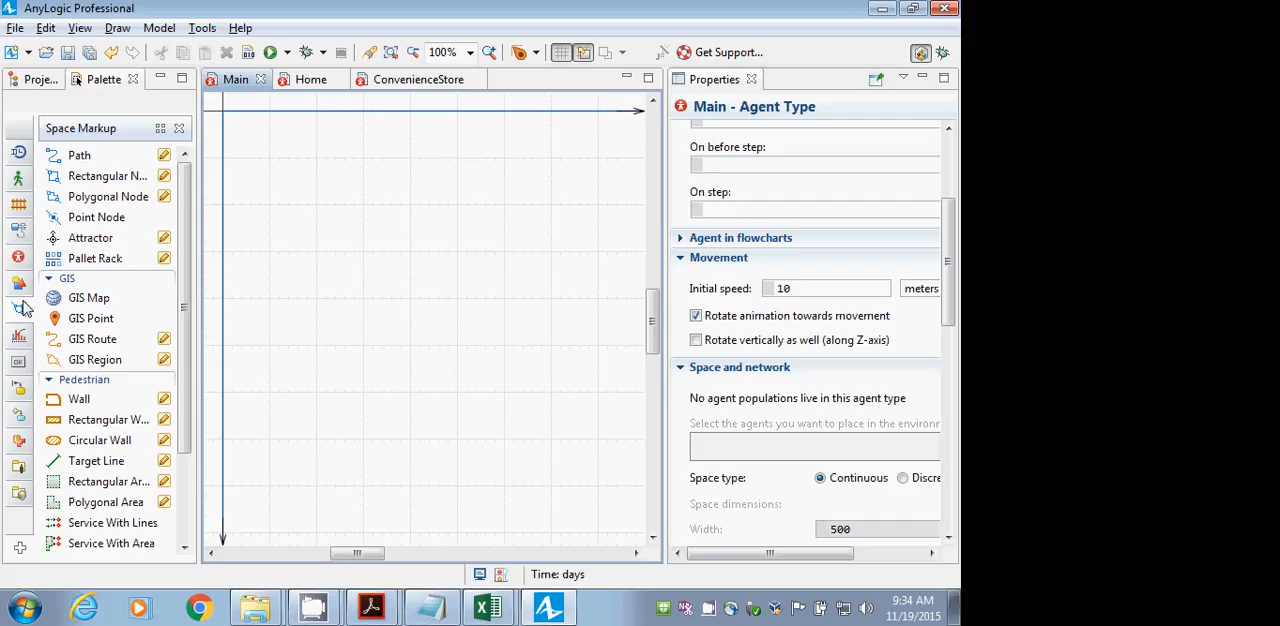 AnyLogic Professional
File Edit View Draw Model Tools Help
100% Get Support...
Proje... Palette Main Home ConvenienceStore Properties
Space Markup
Path
Rectangular N...
Polygonal Node
Point Node
Attractor
Pallet Rack
GIS
GIS Map
GIS Point
GIS Route
GIS Region
Pedestrian
Wall
Rectangular W...
Circular Wall
Target Line
Rectangular Ar...
Polygonal Area
Service With Lines
Service With Area
Main - Agent Type
On before step:
On step:
Agent in flowcharts
Movement
Initial speed: 10 meters
Rotate animation towards movement
Rotate vertically as well (along Z-axis)
Space and network
No agent populations live in this agent type
Select the agents you want to place in the environm
Space type: Continuous Discre
Space dimensions:
Width: 500
Time: days
9:34 AM
11/19/2015